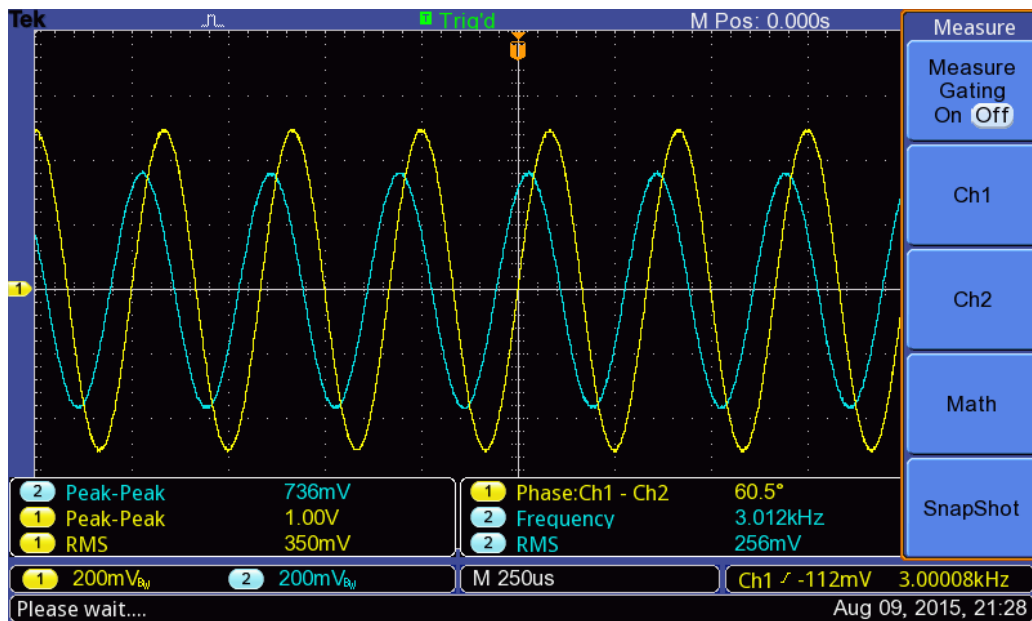 Tek T Trig'd M Pos: 0.000s
T
Measure
Measure
Gating
On Off
Ch1
Ch2
Math
SnapShot
1
2 Peak-Peak 736mV
1 Peak-Peak 1.00V
1 RMS 350mV
1 Phase:Ch1 - Ch2 60.5°
2 Frequency 3.012kHz
2 RMS 256mV
1 200mVBW 2 200mVBW M 250us Ch1 -112mV 3.00008kHz
Please wait.... Aug 09, 2015, 21:28